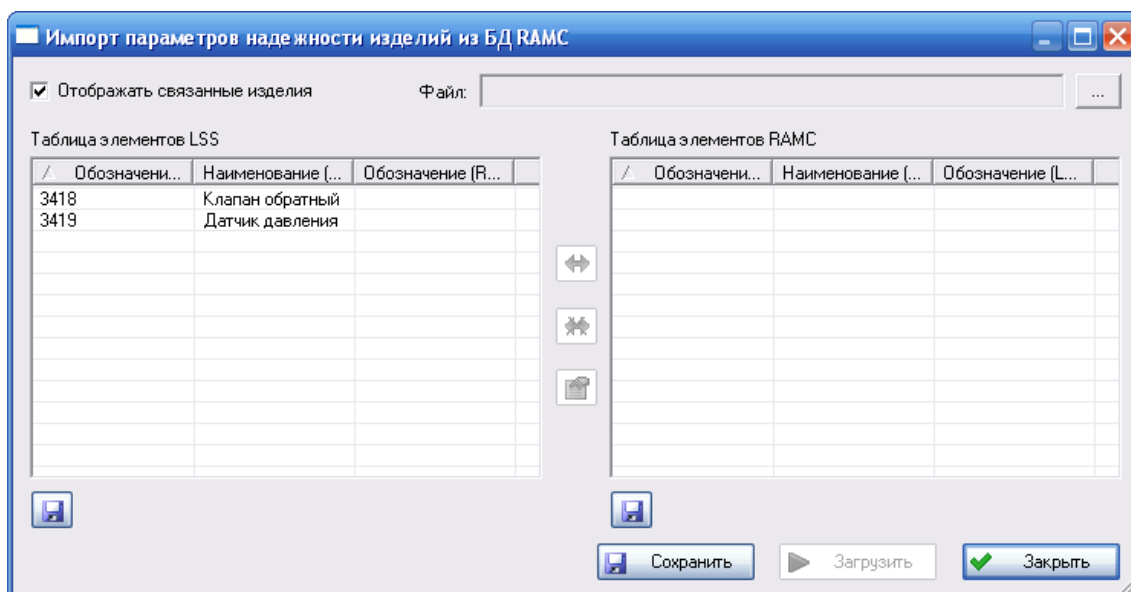 Импорт параметров надежности изделий из БД RAMC
Отображать связанные изделия Файл: ...
Таблица элементов LSS Таблица элементов RAMC
Обозначени... Наименование (... Обозначение (R... Обозначени... Наименование (... Обозначение (L...
3418 Клапан обратный
3419 Датчик давления
Сохранить Загрузить Закрыть